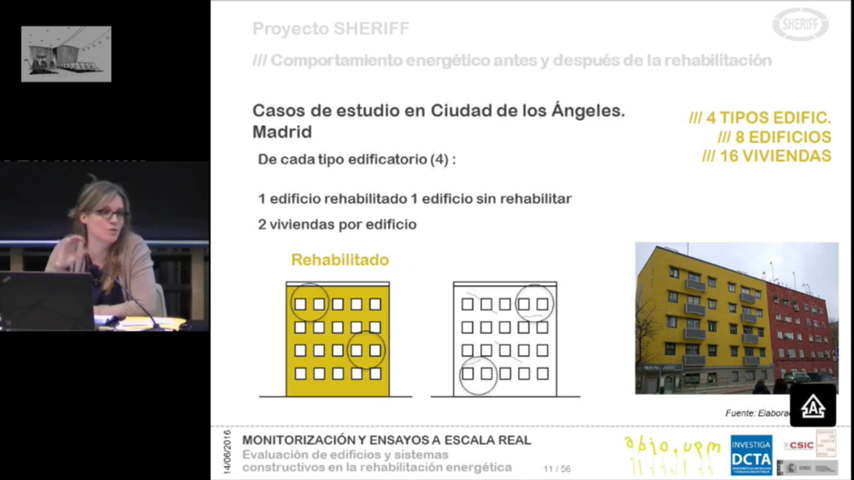 Proyecto SHERIFF
SHERIFF
/// Comportamiento energético antes y después de la rehabilitación
Casos de estudio en Ciudad de los Ángeles.
Madrid
/// 4 TIPOS EDIFIC.
/// 8 EDIFICIOS
/// 16 VIVIENDAS
De cada tipo edificatorio (4) :
1 edificio rehabilitado 1 edificio sin rehabilitar
2 viviendas por edificio
Rehabilitado
Fuente: Elabora
14/06/2016
MONITORIZACIÓN Y ENSAYOS A ESCALA REAL
Evaluación de edificios y sistemas
constructivos en la rehabilitación energética
11 / 56
abio.upm
INVESTIGA
DCTA
CSIC